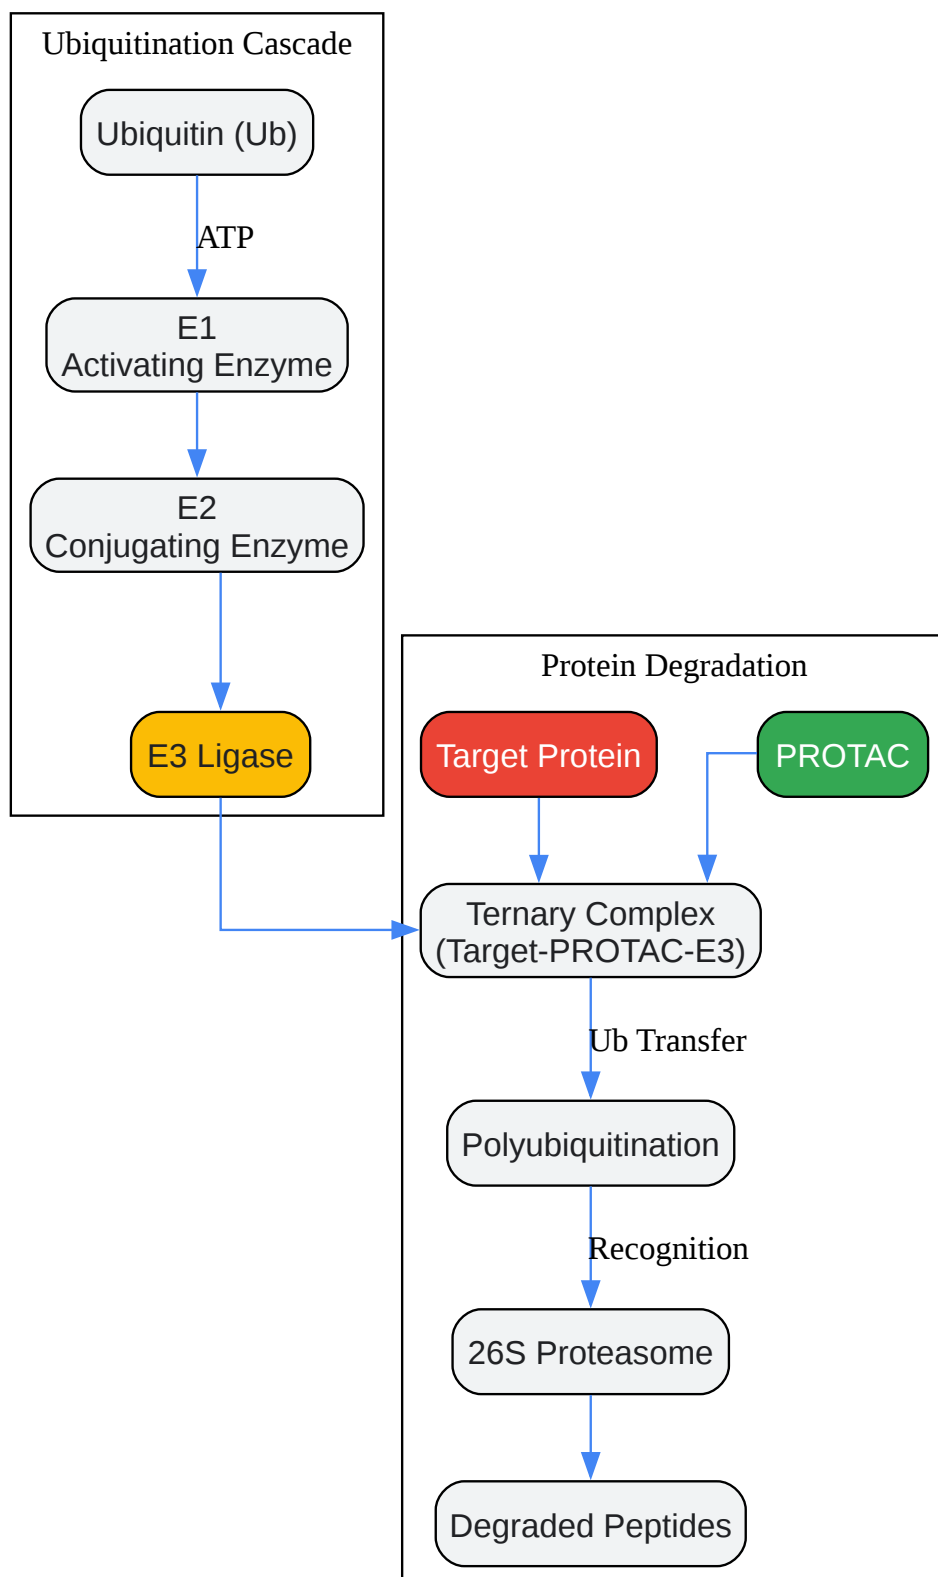 Ubiquitination Cascade
Ubiquitin (Ub)
ATP
E1
Activating Enzyme
E2
Conjugating Enzyme
E3 Ligase
Protein Degradation
Target Protein
PROTAC
Ternary Complex
(Target-PROTAC-E3)
Ub Transfer
Polyubiquitination
Recognition
26S Proteasome
Degraded Peptides